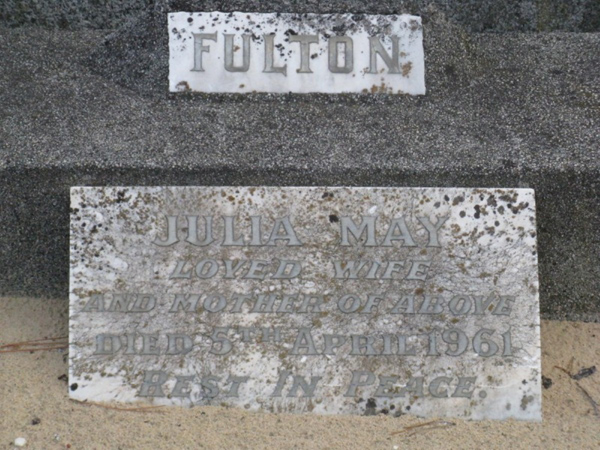 FULTON
JULIA MAY
LOVED WIFE
AND MOTHER OF ABOVE
DIED 5TH APRIL 1961
REST IN PEACE.